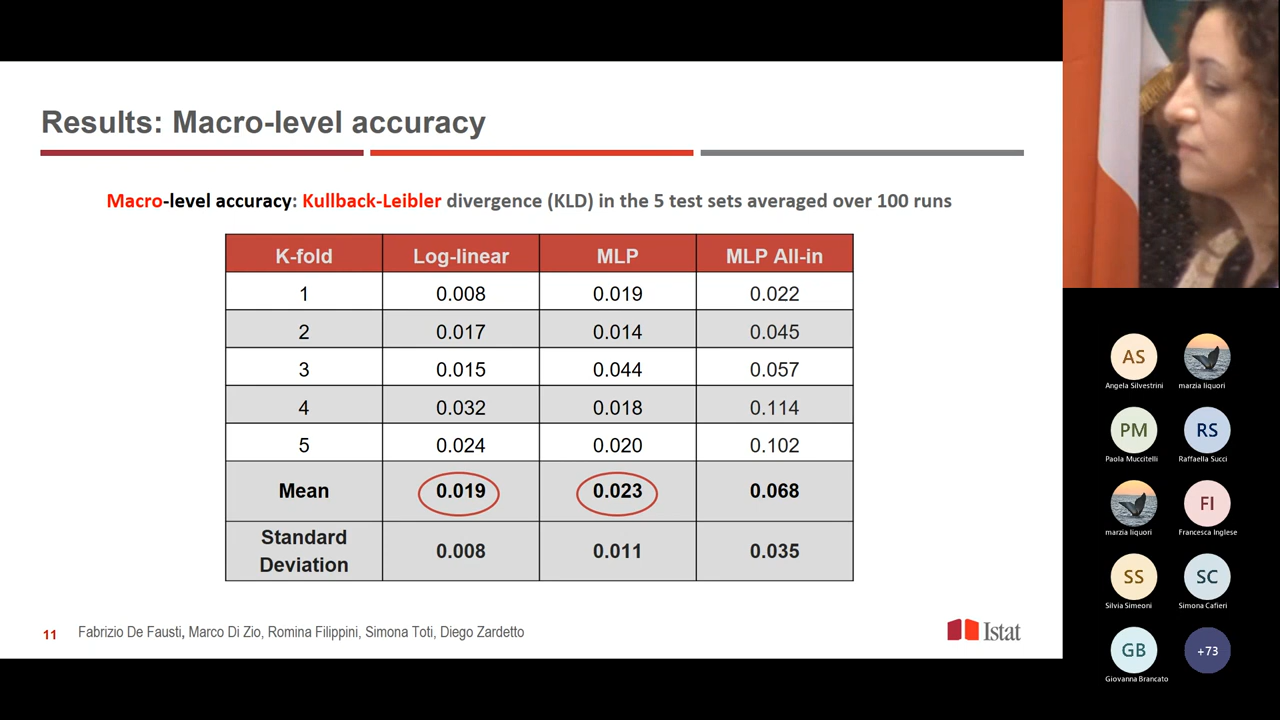 Results: Macro-level accuracy
Macro-level accuracy: Kullback-Leibler divergence (KLD) in the 5 test sets averaged over 100 runs
K-fold Log-linear MLP MLP All-in
1 0.008 0.019 0.022
2 0.017 0.014 0.045
3 0.015 0.044 0.057
4 0.032 0.018 0.114
5 0.024 0.020 0.102
Mean 0.019 0.023 0.068
Standard Deviation 0.008 0.011 0.035
11 Fabrizio De Fausti, Marco Di Zio, Romina Filippini, Simona Toti, Diego Zardetto
Istat
AS
Angela Silvestrini marzia liquori
PM RS
Paola Muccitelli Raffaella Succi
FI
marzia liquori Francesca Inglese
SS SC
Silvia Simeoni Simona Cafieri
GB +73
Giovanna Brancato